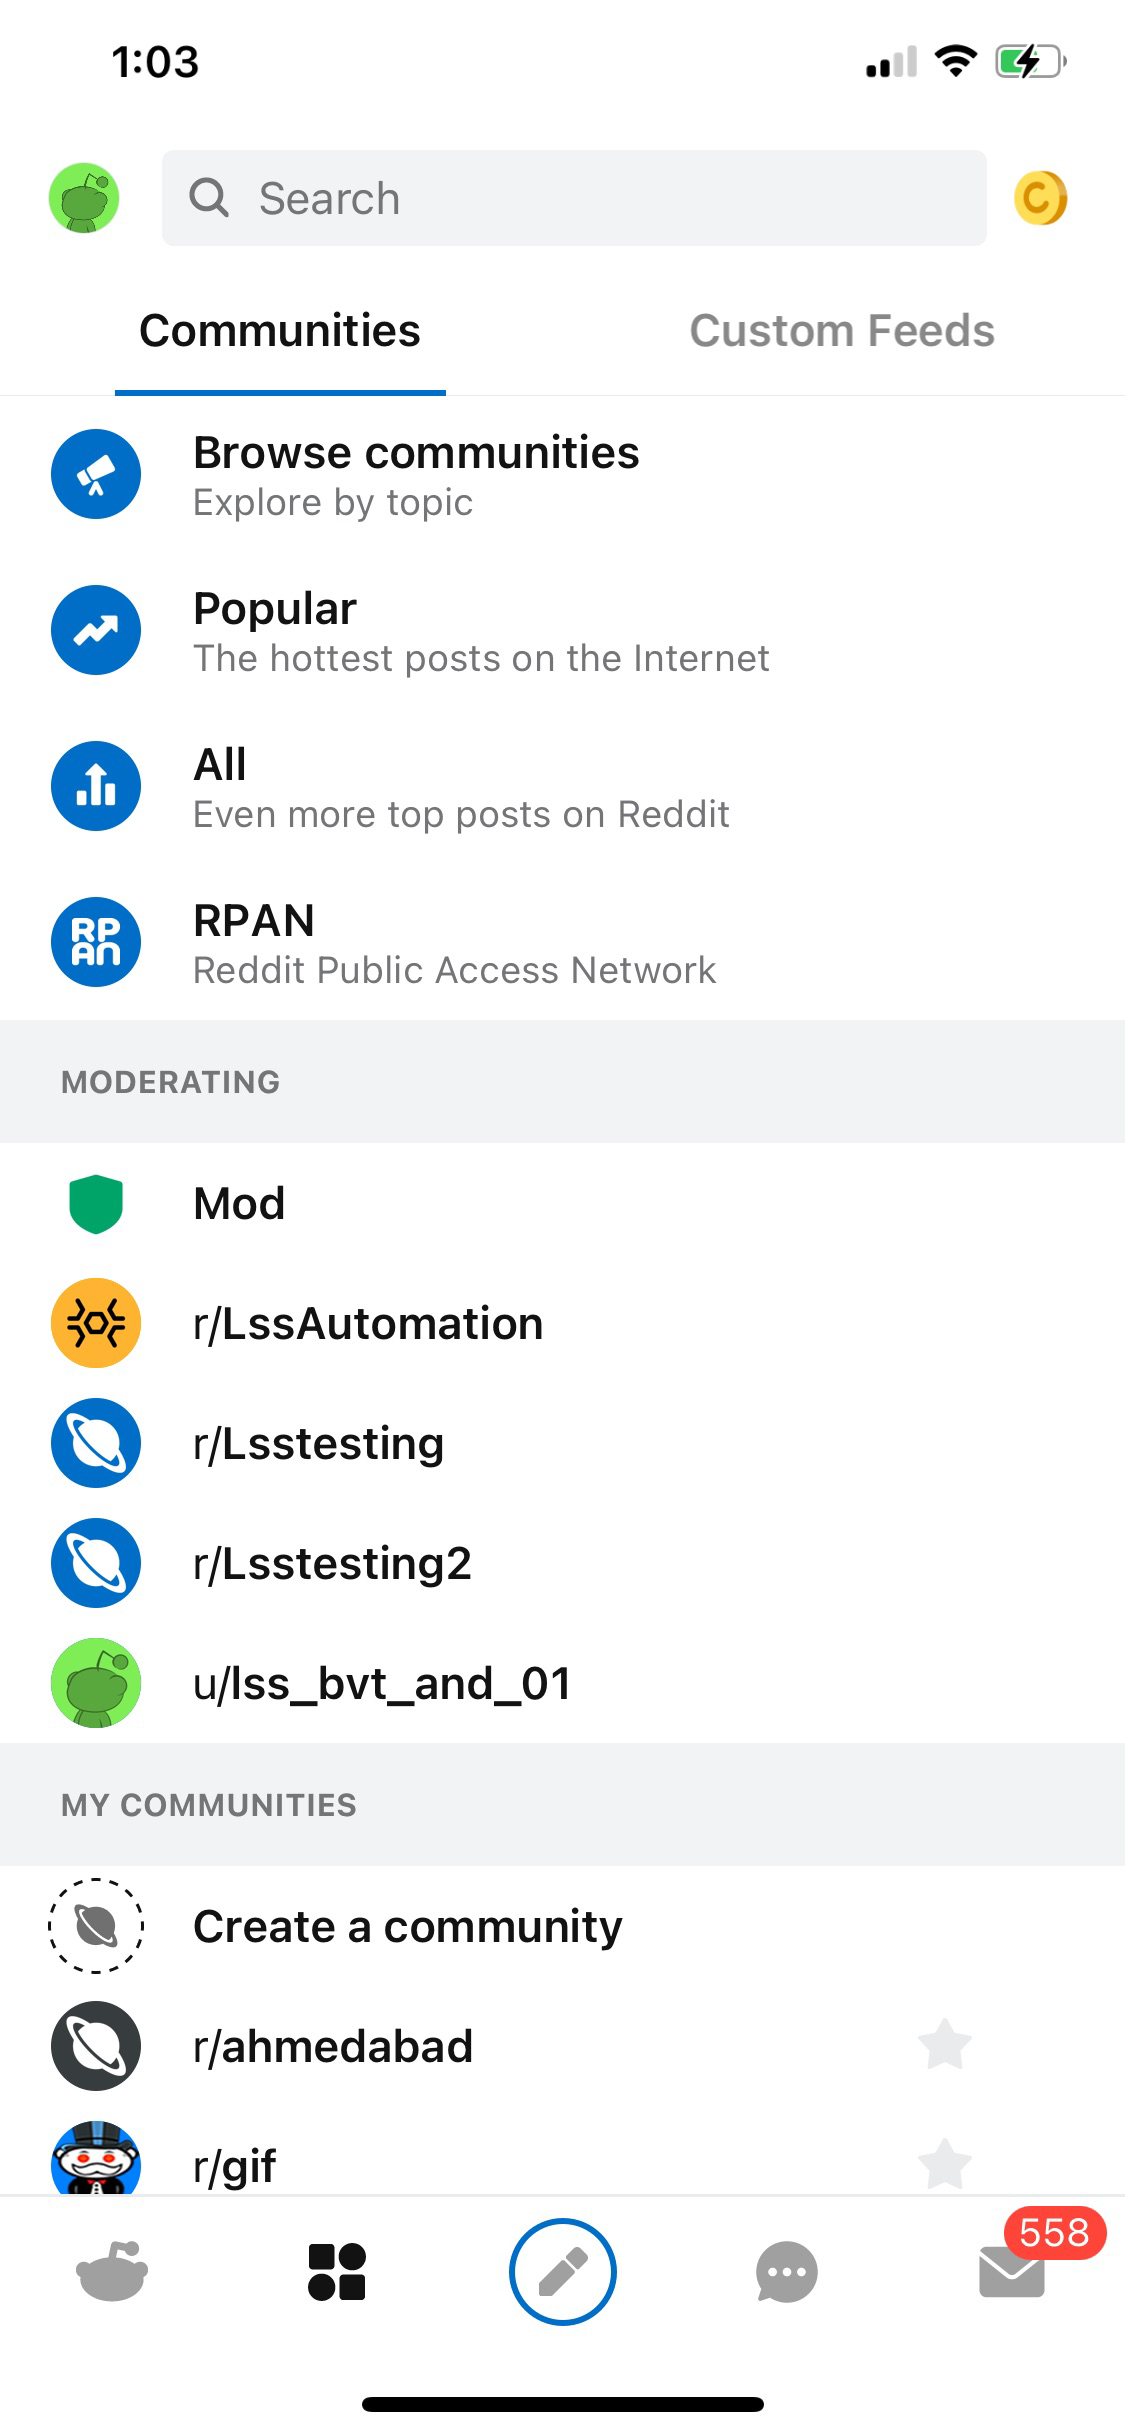 1:03
Search
Communities
Custom Feeds
Browse communities
Explore by topic
Popular
The hottest posts on the Internet
All
Even more top posts on Reddit
RP
AN
RPAN
Reddit Public Access Network
MODERATING
Mod
r/LssAutomation
r/Lsstesting
r/Lsstesting2
u/lss_bvt_and_01
MY COMMUNITIES
Create a community
r/ahmedabad
r/gif
558